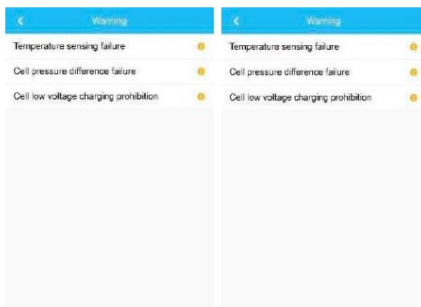 Warning
Temperature sensing failure
Cell pressure difference failure
Cell low voltage charging prohibition
Warning
Temperature sensing failure
Cell pressure difference failure
Cell low voltage charging prohibition